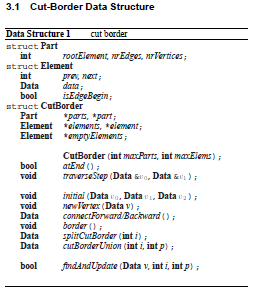 3.1 Cut-Border Data Structure
Data Structure 1 cut border
struct Part
int rootElement, nrEdges, nrVertices;
struct Element
int prev, next;
Data data;
bool isEdgeBegin;
struct CutBorder
Part *parts, *part;
Element *elements, *element;
Element *emptyElements;
CutBorder(int maxParts, int maxElems);
bool atEnd();
void traverseStep(Data &v₀, Data &v₁);
void initial(Data v₀, Data v₁, Data v₂);
void newVertex(Data v);
Data connectForward/Backward();
void border();
Data splitCutBorder(int i);
Data cutBorderUnion(int i, int p);
bool findAndUpdate(Data v, int i, int p);